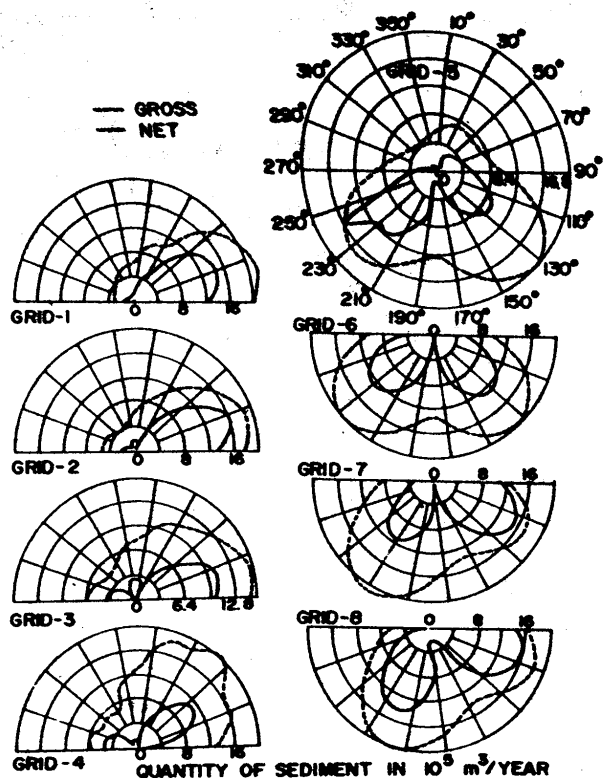 GROSS
NET
350° 10°
330° 30°
310° 50°
290° 70°
270° 90°
250° 110°
230° 130°
210° 150°
190° 170°
GRID-5
GRID-1
0 8 16
GRID-2
0 8 16
GRID-3
0 6.4 12.8
GRID-4
0 8 16
GRID-6
0 8 16
GRID-7
0 8 16
GRID-8
0 8 16
QUANTITY OF SEDIMENT IN 10⁵ m³/YEAR